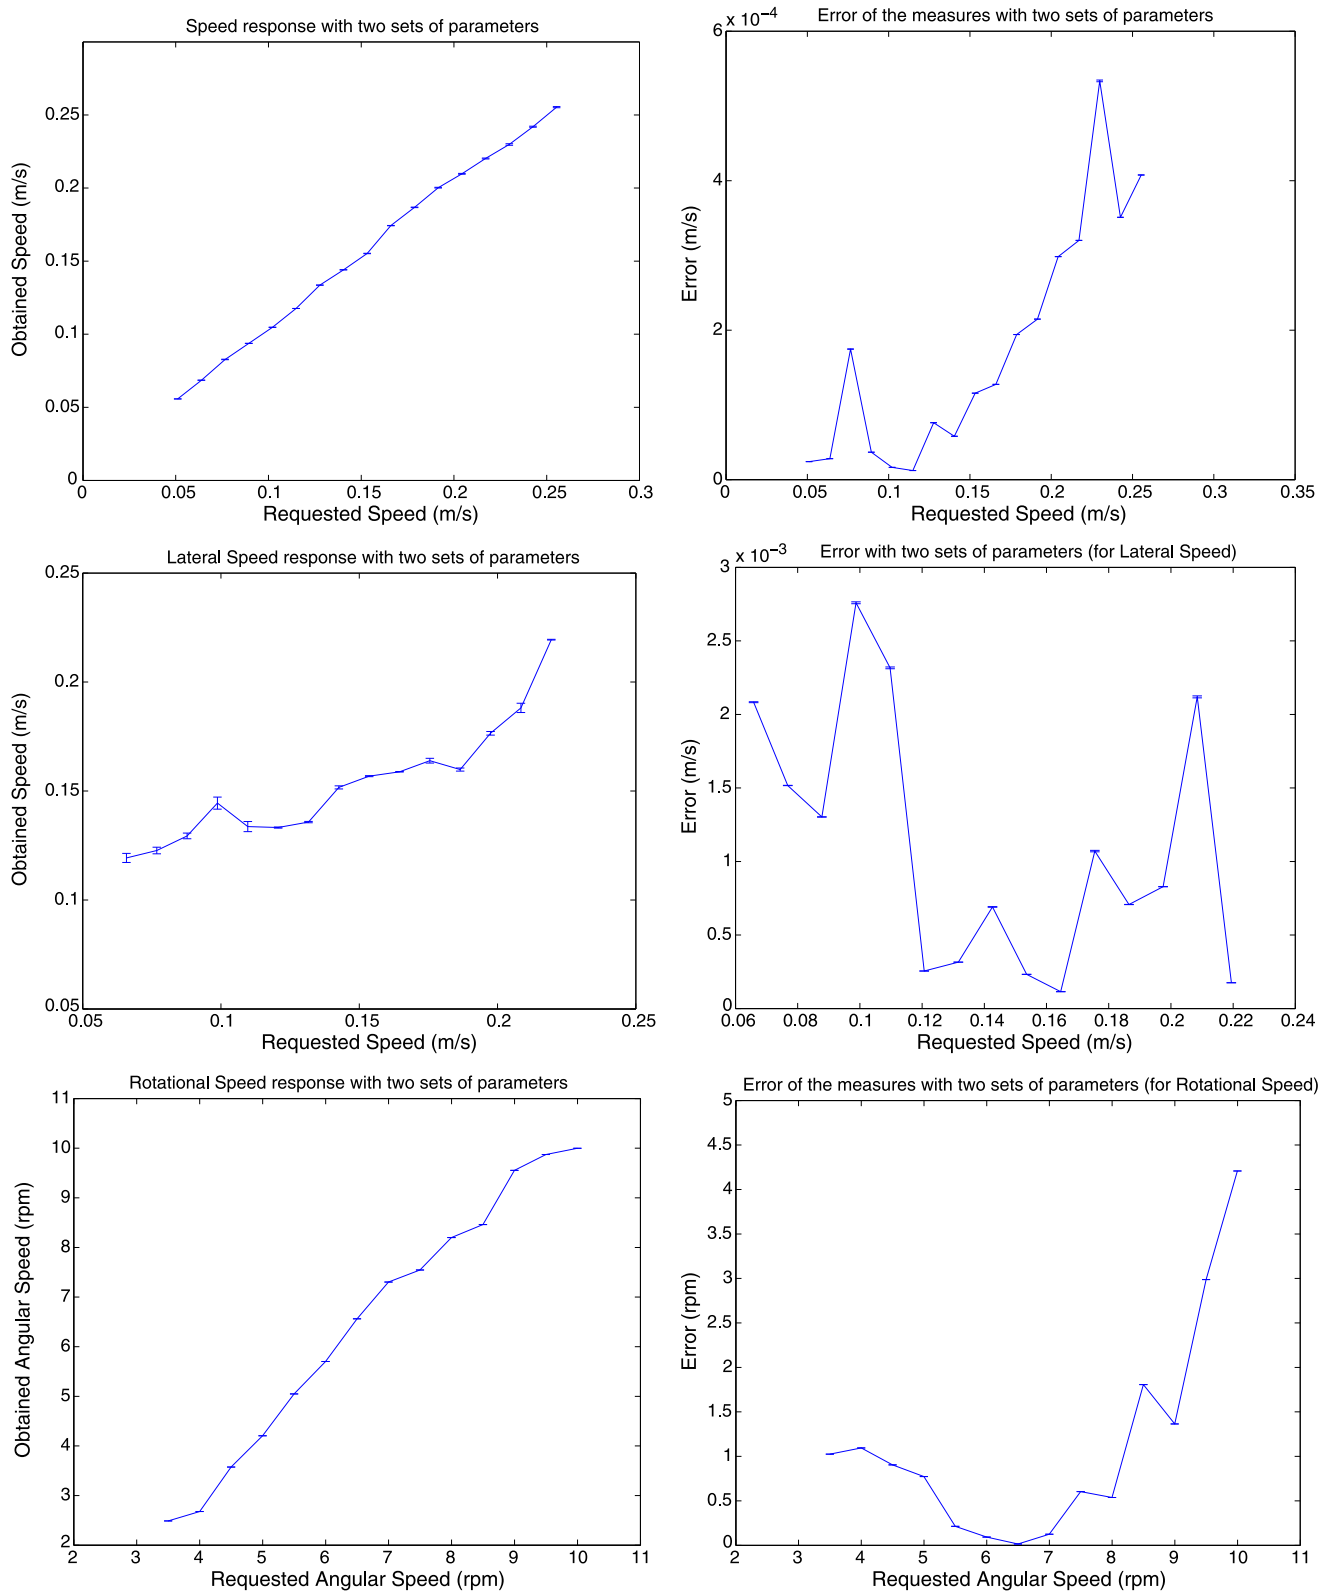 Speed response with two sets of parameters
0.25
0.2
0.15
0.1
0.05
0
Obtained Speed (m/s)
0 0.05 0.1 0.15 0.2 0.25 0.3
Requested Speed (m/s)
Error of the measures with two sets of parameters
6 x 10^–4
4
2
0
Error (m/s)
0 0.05 0.1 0.15 0.2 0.25 0.3 0.35
Requested Speed (m/s)
Lateral Speed response with two sets of parameters
0.25
0.2
0.15
0.1
0.05
Obtained Speed (m/s)
0.05 0.1 0.15 0.2 0.25
Requested Speed (m/s)
Error with two sets of parameters (for Lateral Speed)
3 x 10^–3
2.5
2
1.5
1
0.5
0
Error (m/s)
0.06 0.08 0.1 0.12 0.14 0.16 0.18 0.2 0.22 0.24
Requested Speed (m/s)
Rotational Speed response with two sets of parameters
11
10
9
8
7
6
5
4
3
2
Obtained Angular Speed (rpm)
2 3 4 5 6 7 8 9 10 11
Requested Angular Speed (rpm)
Error of the measures with two sets of parameters (for Rotational Speed)
5
4.5
4
3.5
3
2.5
2
1.5
1
0.5
0
Error (rpm)
2 3 4 5 6 7 8 9 10 11
Requested Angular Speed (rpm)